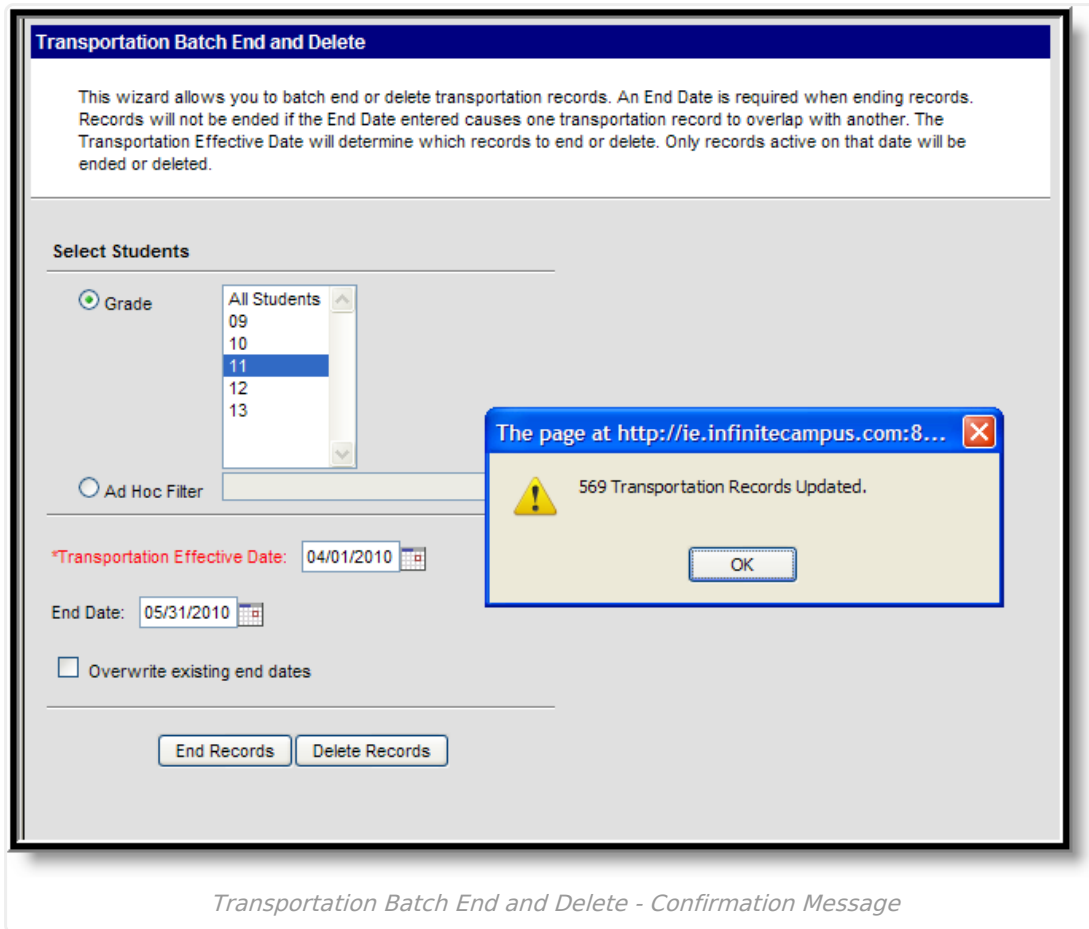 Transportation Batch End and Delete
This wizard allows you to batch end or delete transportation records. An End Date is required when ending records.
Records will not be ended if the End Date entered causes one transportation record to overlap with another. The
Transportation Effective Date will determine which records to end or delete. Only records active on that date will be
ended or deleted.
Select Students
Grade
All Students
09
10
11
12
13
Ad Hoc Filter
The page at http://ie.infinitecampus.com:8...
569 Transportation Records Updated.
OK
*Transportation Effective Date: 04/01/2010
End Date: 05/31/2010
Overwrite existing end dates
End Records Delete Records
Transportation Batch End and Delete - Confirmation Message